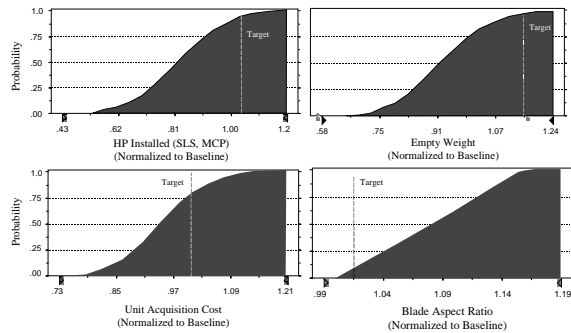 1.0
.75
.50
.25
.00
Probability
Target
.43
.62
.81
1.00
1.2
HP Installed (SLS, MCP)
(Normalized to Baseline)
Target
.58
.75
.91
1.07
1.24
Empty Weight
(Normalized to Baseline)
1.0
.75
.50
.25
.00
Probability
Target
.73
.85
.97
1.09
1.21
Unit Acquisition Cost
(Normalized to Baseline)
Target
.99
1.04
1.09
1.14
1.19
Blade Aspect Ratio
(Normalized to Baseline)